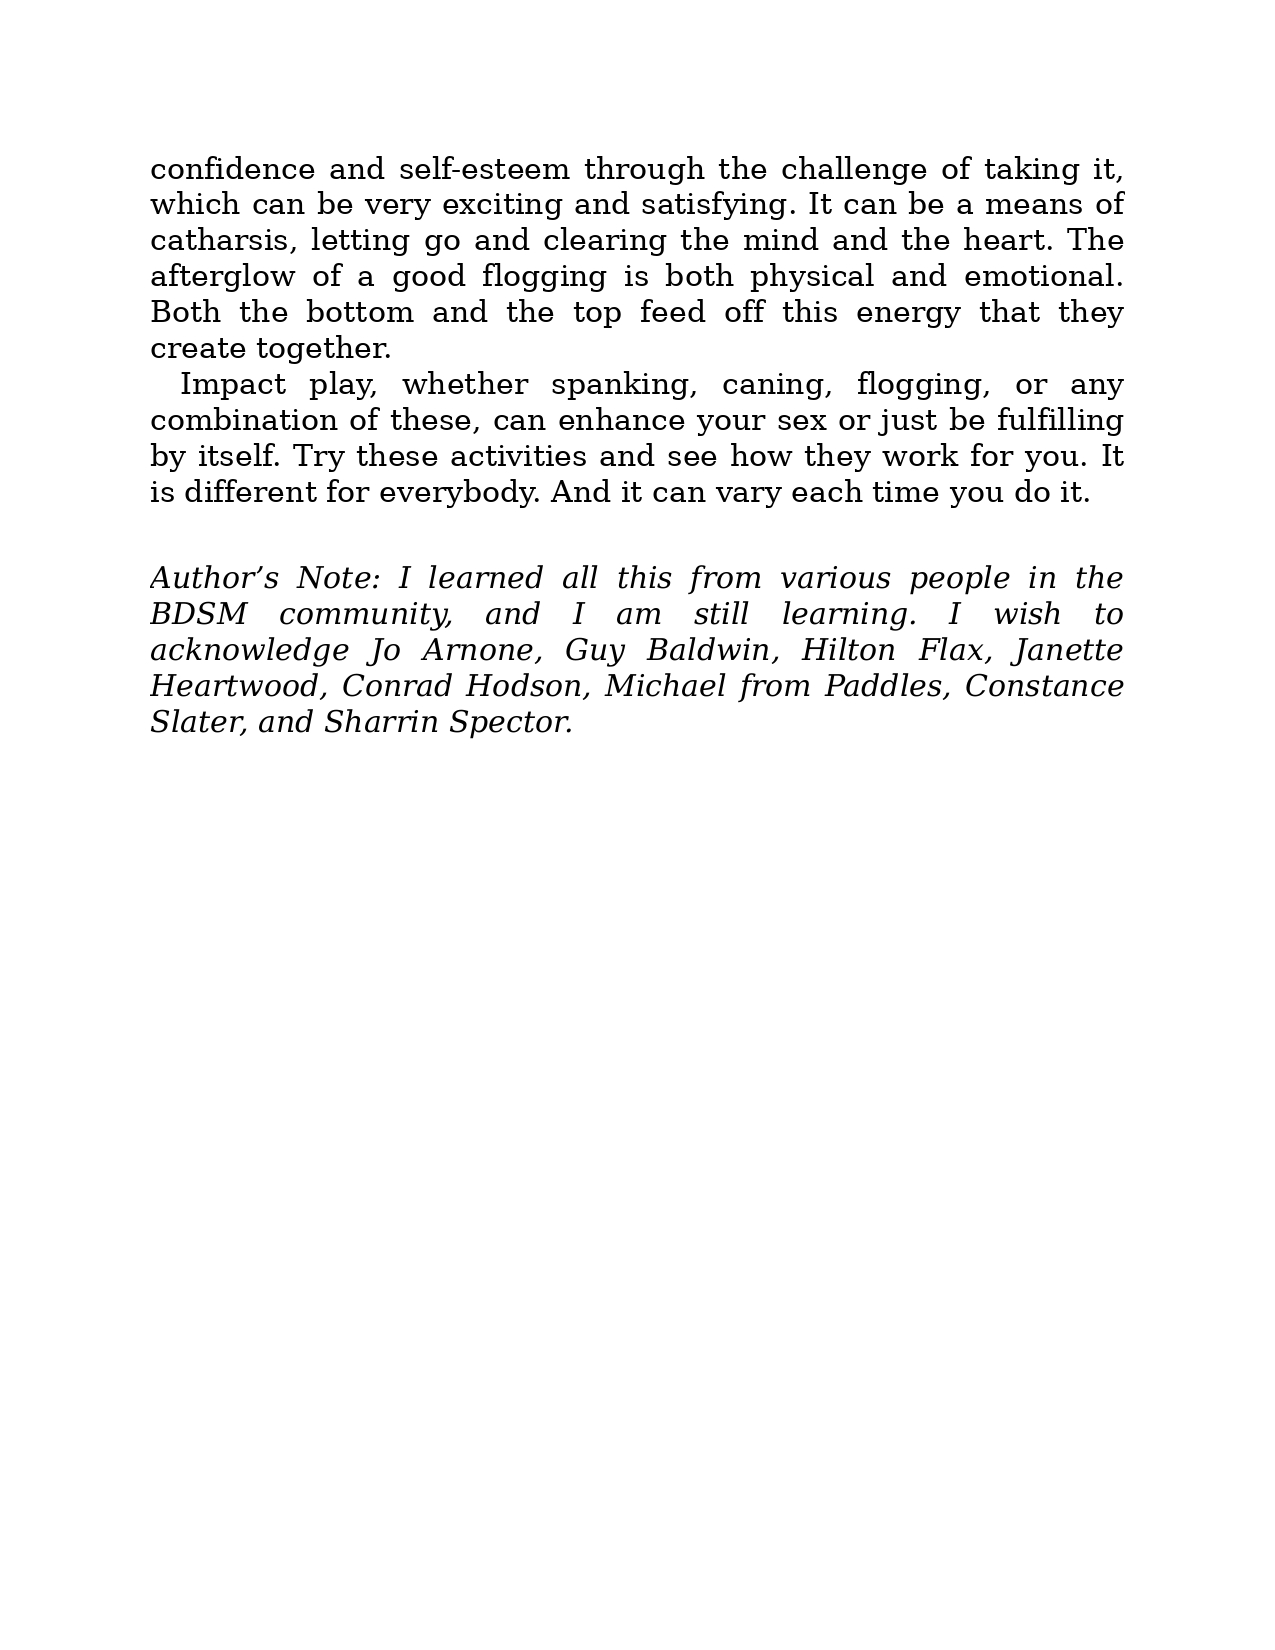 confidence and self-esteem through the challenge of taking it,
which can be very exciting and satisfying. It can be a means of
catharsis, letting go and clearing the mind and the heart. The
afterglow of a good flogging is both physical and emotional.
Both the bottom and the top feed off this energy that they
create together.
Impact play, whether spanking, caning, flogging, or any
combination of these, can enhance your sex or just be fulfilling
by itself. Try these activities and see how they work for you. It
is different for everybody. And it can vary each time you do it.
Author’s Note: I learned all this from various people in the
BDSM community, and I am still learning. I wish to
acknowledge Jo Arnone, Guy Baldwin, Hilton Flax, Janette
Heartwood, Conrad Hodson, Michael from Paddles, Constance
Slater, and Sharrin Spector.